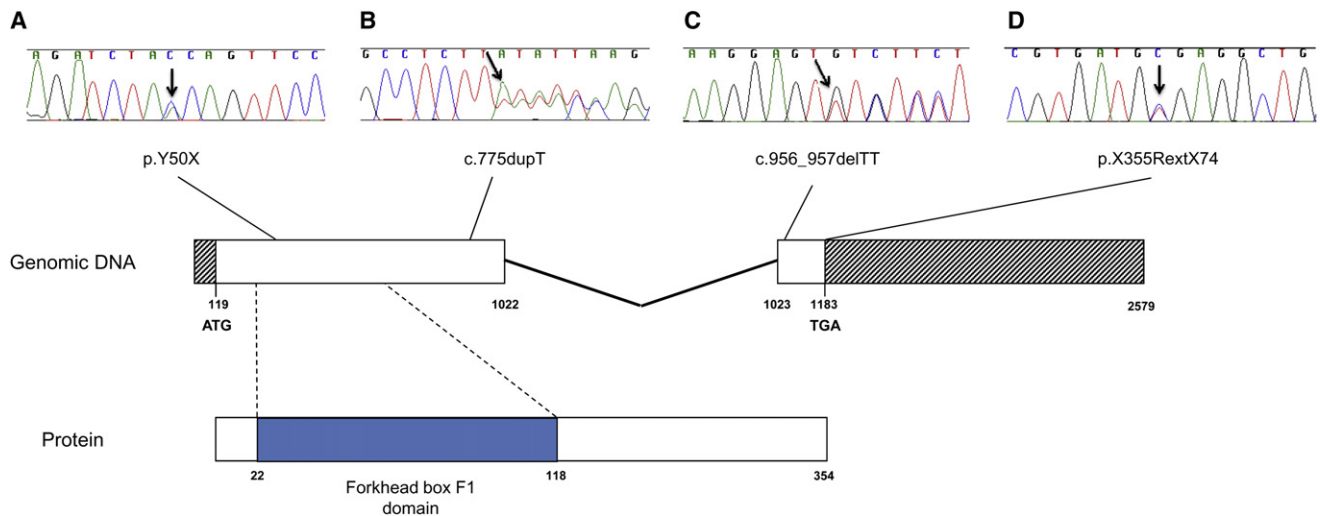 A B C D
A G A T C T A C C A G T T C C
G C C T C T T A T A T T A A G
A A G G A G T G T C T T C T
C G T G A T G C G A G G C T G
p.Y50X c.775dupT c.956_957delTT p.X355RextX74
Genomic DNA
119 1022 1023 1183 2579
ATG TGA
Protein
22 118 354
Forkhead box F1
domain